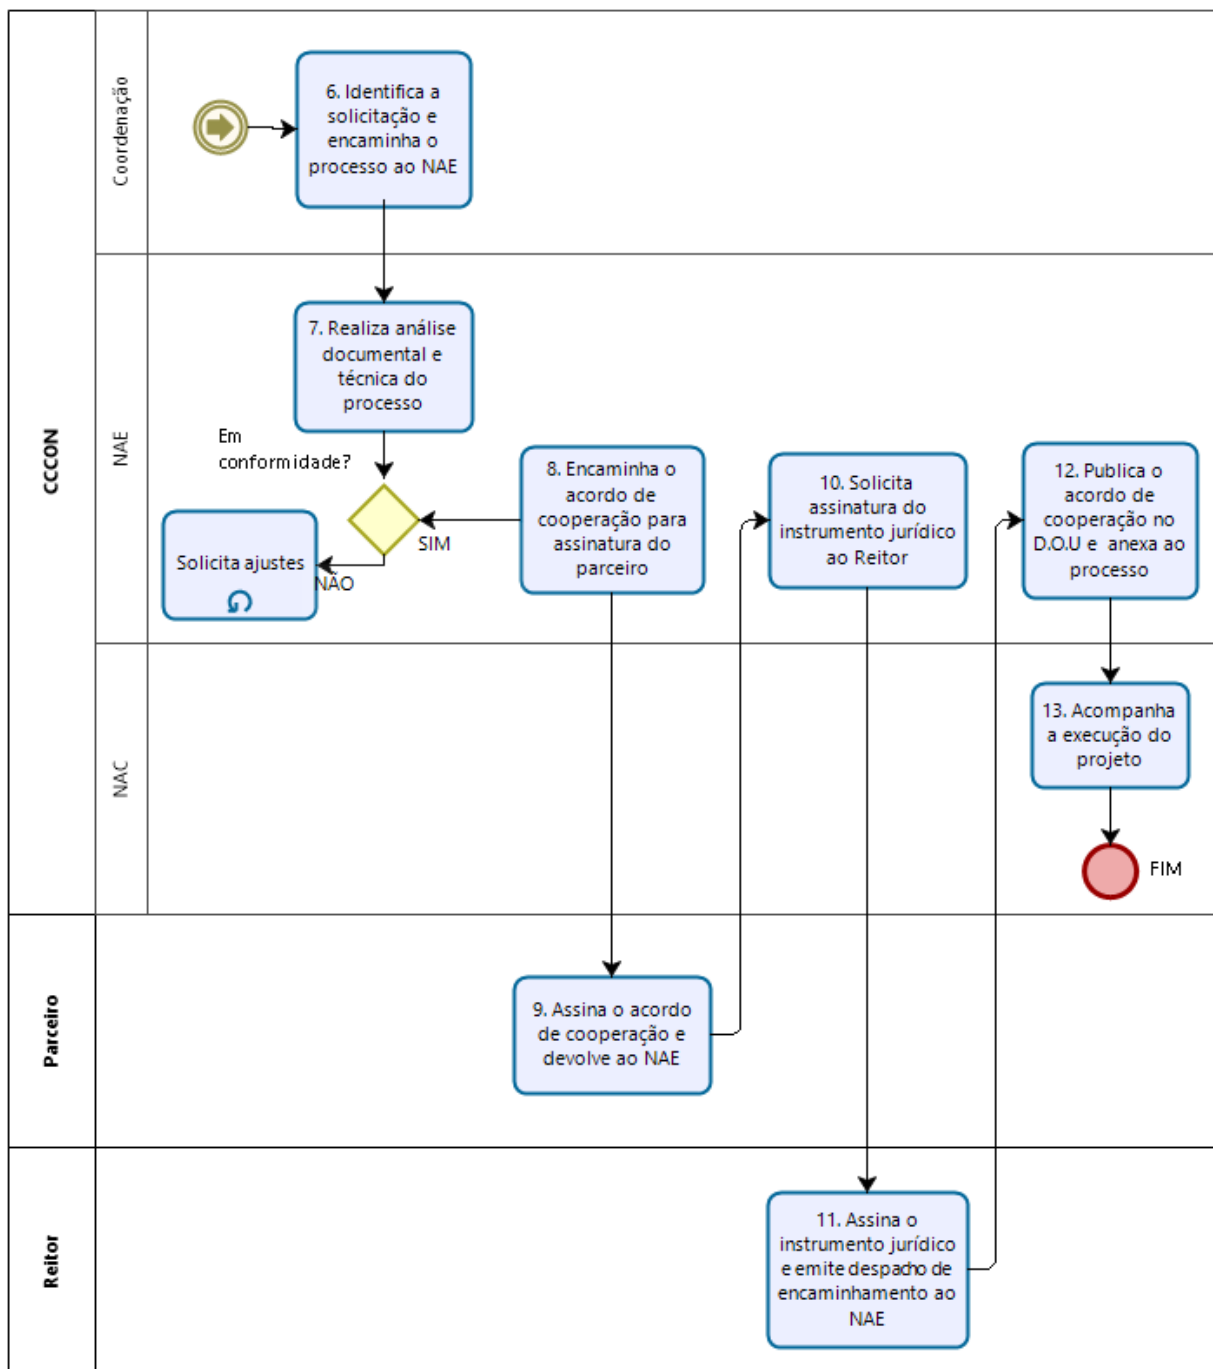 CCCON
Coordenação
6. Identifica a
solicitação e
encaminha o
processo ao NAE
NAE
7. Realiza análise
documental e
técnica do
processo
Em
conformidade?
SIM
NÃO
Solicita ajustes
8. Encaminha o
acordo de
cooperação para
assinatura do
parceiro
10. Solicita
assinatura do
instrumento jurídico
ao Reitor
12. Publica o
acordo de
cooperação no
D.O.U e anexa ao
processo
NAC
13. Acompanha
a execução do
projeto
FIM
Parceiro
9. Assina o acordo
de cooperação e
devolve ao NAE
Reitor
11. Assina o
instrumento jurídico
e emite despacho de
encaminhamento ao
NAE